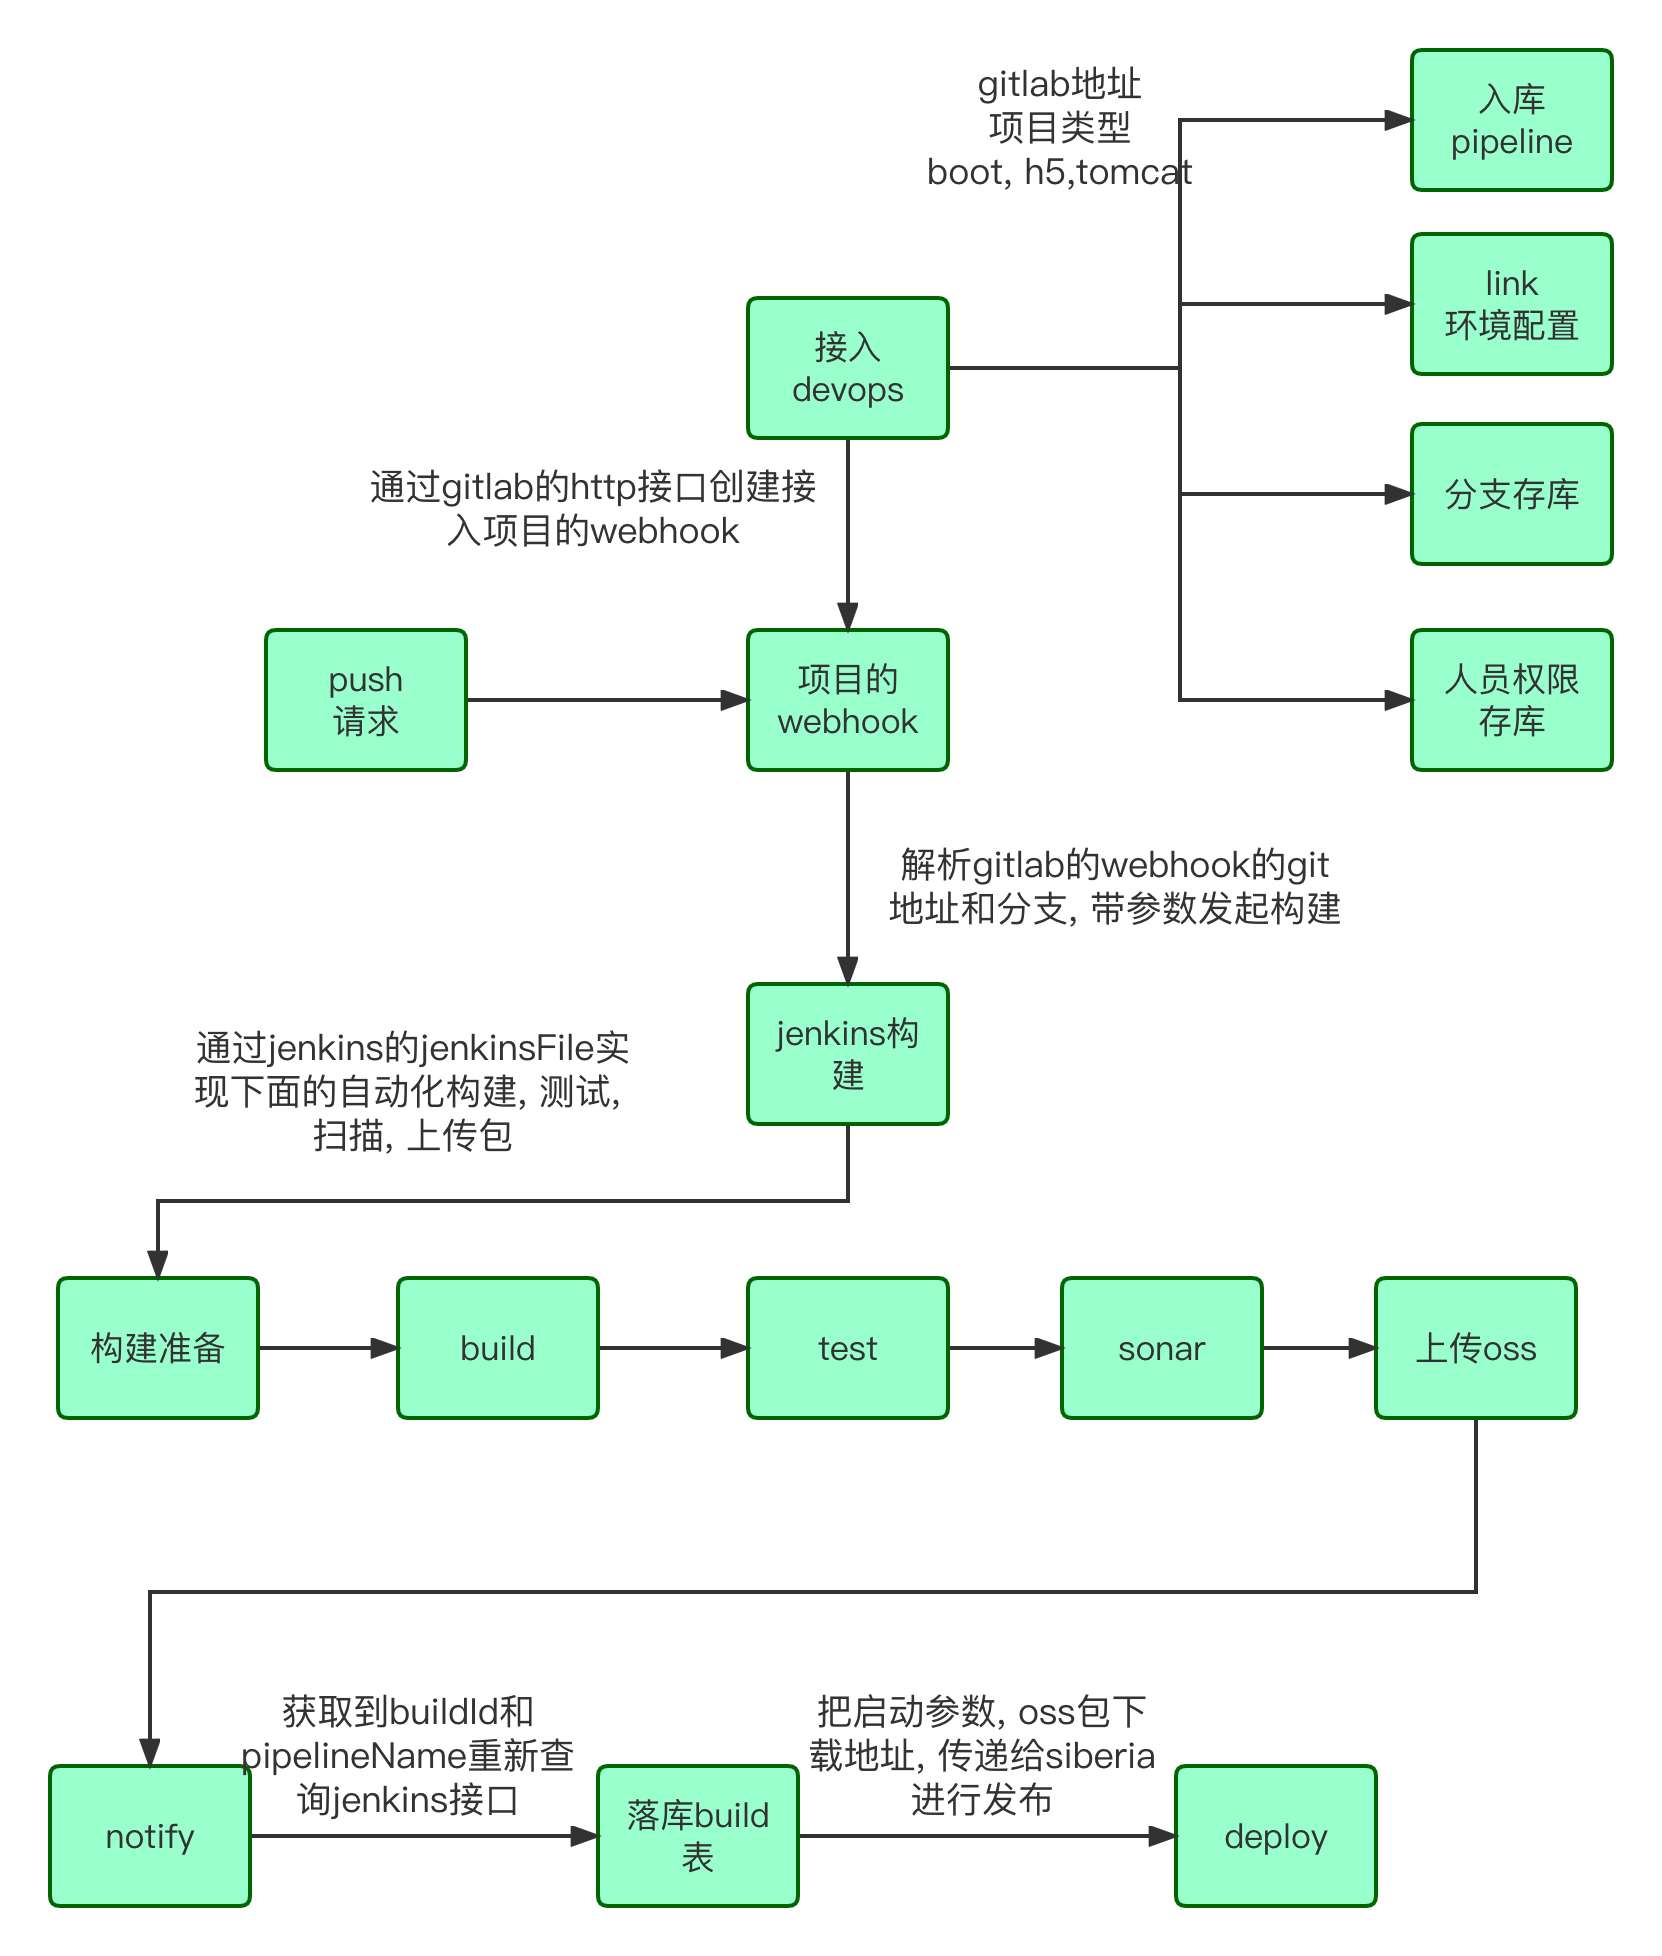 gitlab地址
项目类型
boot, h5,tomcat
入库
pipeline
link
环境配置
接入
devops
分支存库
通过gitlab的http接口创建接
入项目的webhook
push
请求
项目的
webhook
人员权限
存库
解析gitlab的webhook的git
地址和分支, 带参数发起构建
jenkins构
建
通过jenkins的jenkinsFile实
现下面的自动化构建, 测试,
扫描, 上传包
构建准备
build
test
sonar
上传oss
获取到buildId和
pipelineName重新查
询jenkins接口
把启动参数, oss包下
载地址, 传递给siberia
进行发布
notify
落库build
表
deploy